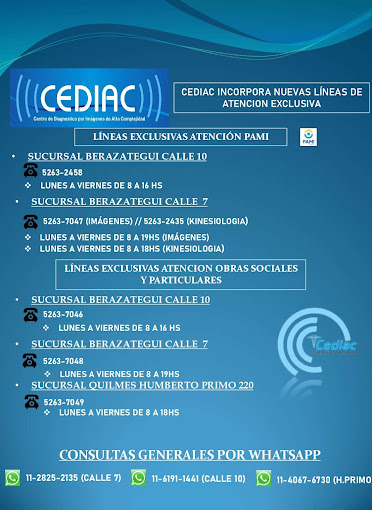 CEDIAC
Centro de Diagnostico por Imágenes de Alta Complejidad
CEDIAC INCORPORA NUEVAS LÍNEAS DE
ATENCION EXCLUSIVA
LÍNEAS EXCLUSIVAS ATENCIÓN PAMI
PAMI
• SUCURSAL BERAZATEGUI CALLE 10
5263-2458
❖ LUNES A VIERNES DE 8 A 16 HS
• SUCURSAL BERAZATEGUI CALLE 7
5263-7047 (IMÁGENES) // 5263-2435 (KINESIOLOGIA)
❖ LUNES A VIERNES DE 8 A 19HS (IMÁGENES)
❖ LUNES A VIERNES DE 8 A 18HS (KINESIOLOGIA)
LÍNEAS EXCLUSIVAS ATENCION OBRAS SOCIALES
Y PARTICULARES
• SUCURSAL BERAZATEGUI CALLE 10
5263-7046
❖ LUNES A VIERNES DE 8 A 16 HS
• SUCURSAL BERAZATEGUI CALLE 7
5263-7048
❖ LUNES A VIERNES DE 8 A 19HS
Cediac
• SUCURSAL QUILMES HUMBERTO PRIMO 220
5263-7049
❖ LUNES A VIERNES DE 8 A 18HS
CONSULTAS GENERALES POR WHATSAPP
11-2825-2135 (CALLE 7) 11-6191-1441 (CALLE 10) 11-4067-6730 (H.PRIMO)